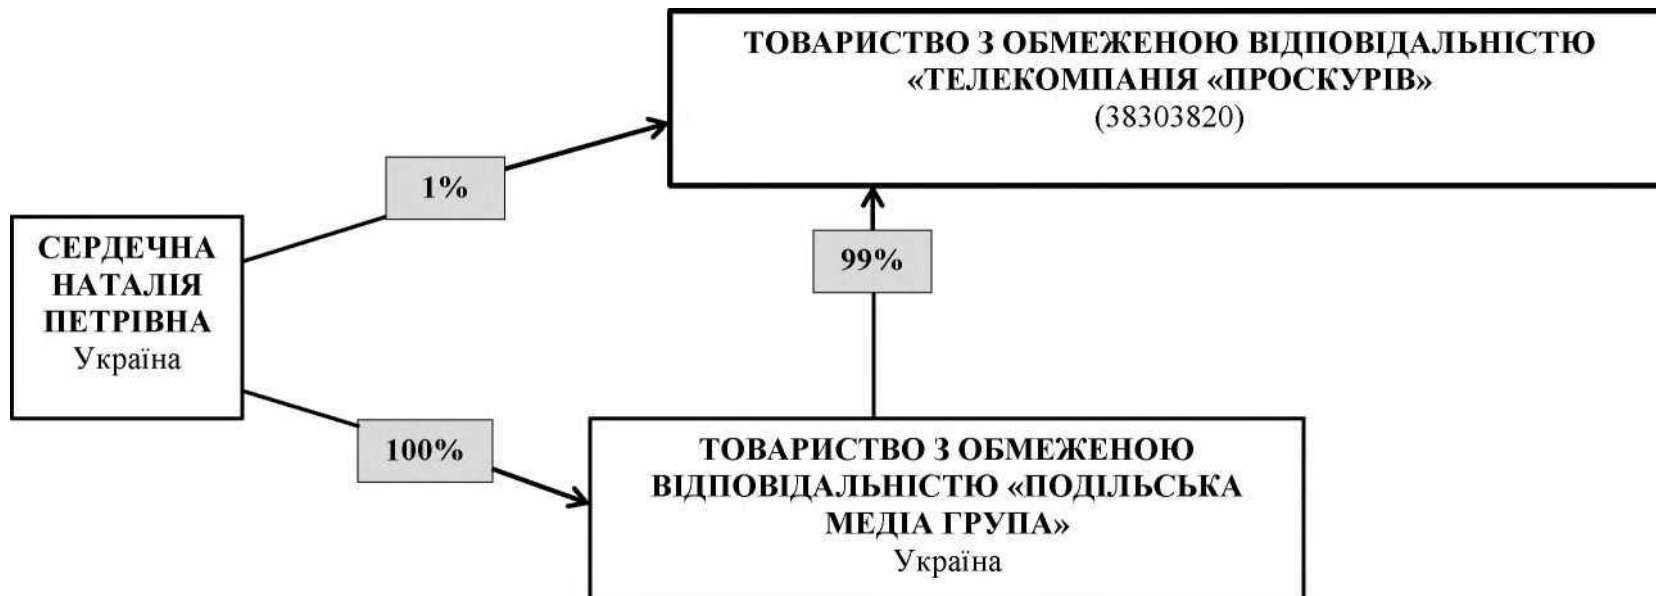 ТОВАРИСТВО З ОБМЕЖЕНОЮ ВІДПОВІДАЛЬНІСТЮ
«ТЕЛЕКОМПАНІЯ «ПРОСКУРІВ»
(38303820)
1%
СЕРДЕЧНА
НАТАЛІЯ
ПЕТРІВНА
Україна
99%
100%
ТОВАРИСТВО З ОБМЕЖЕНОЮ
ВІДПОВІДАЛЬНІСТЮ «ПОДІЛЬСЬКА
МЕДІА ГРУПА»
Україна